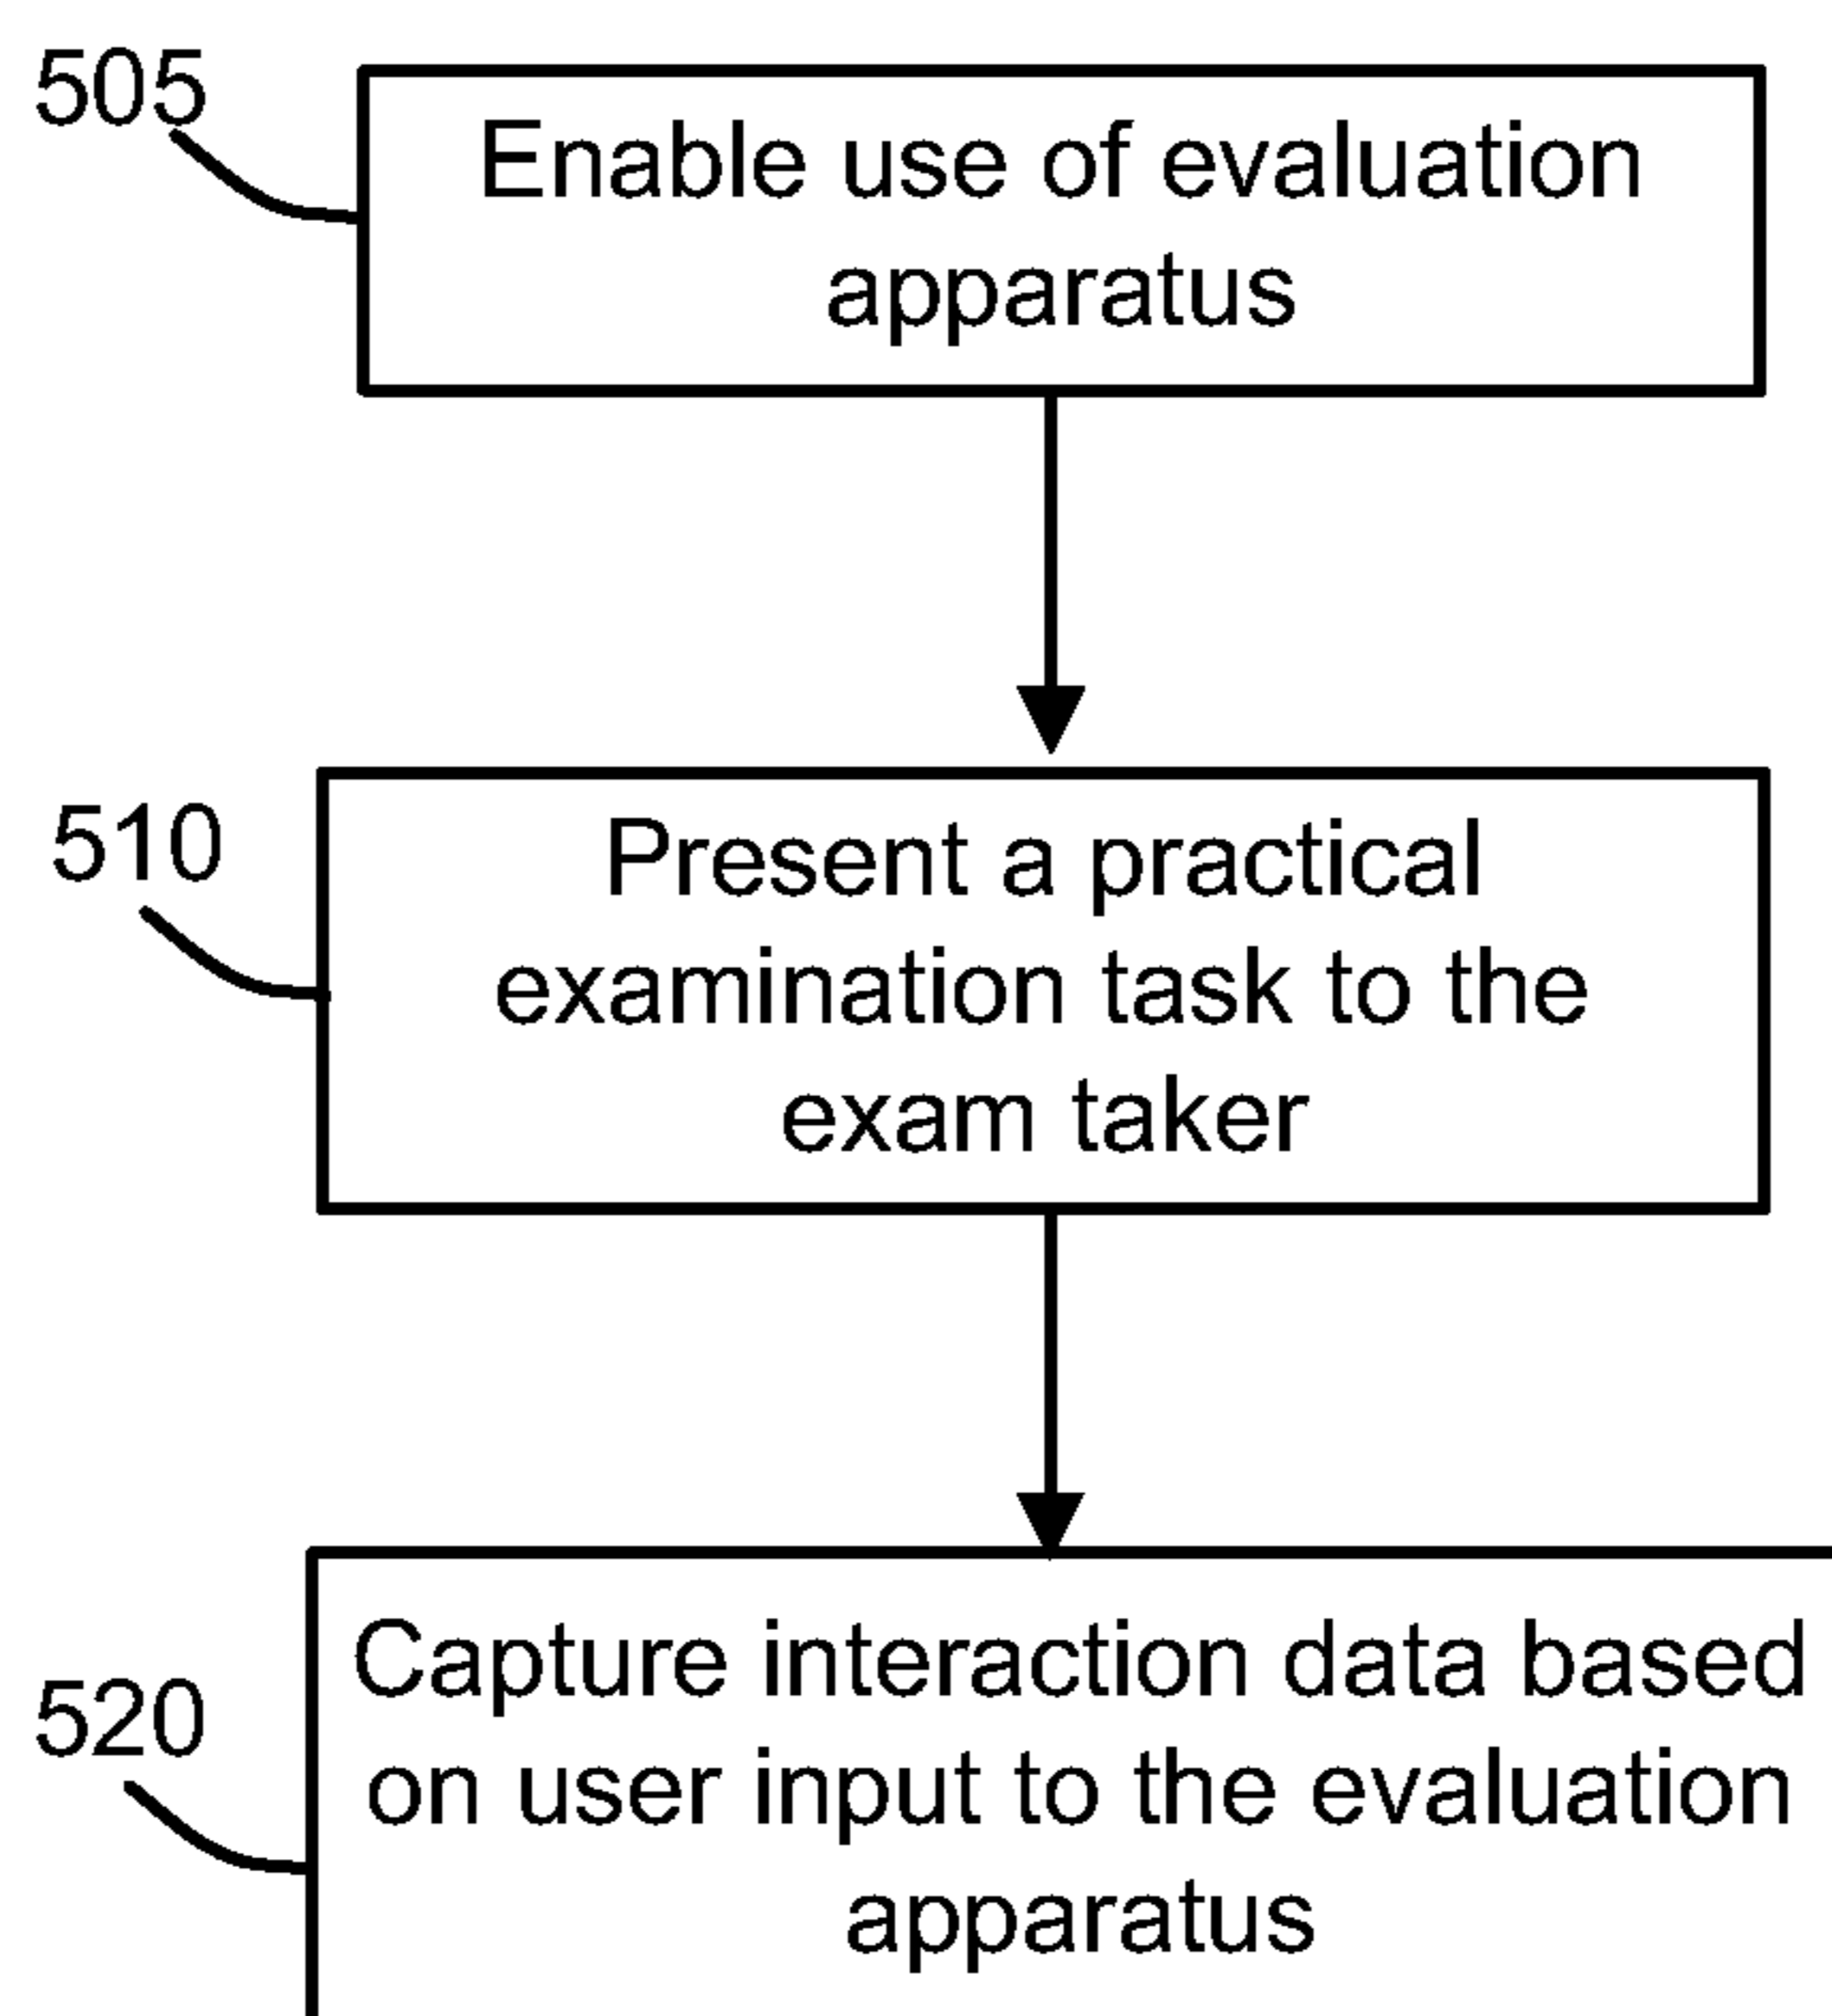 505
Enable use of evaluation
apparatus
510
Present a practical
examination task to the
exam taker
520
Capture interaction data based
on user input to the evaluation
apparatus